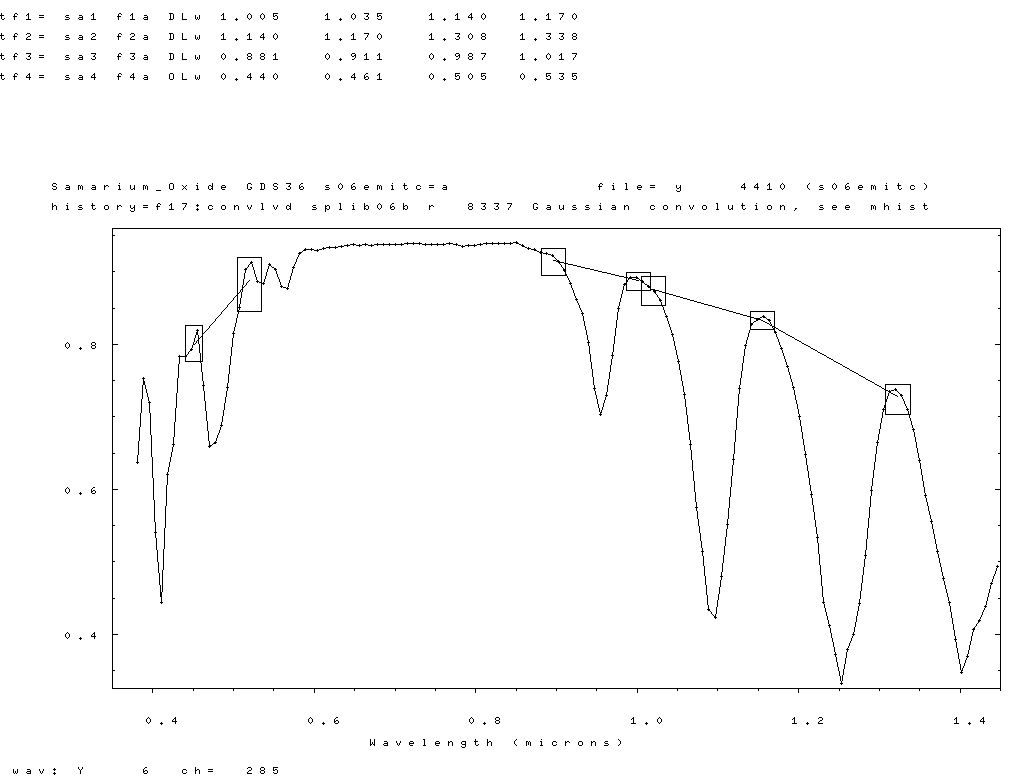 tf1= sa1 f1a DLw 1.005 1.035 1.140 1.170
tf2= sa2 f2a DLw 1.140 1.170 1.308 1.338
tf3= sa3 f3a DLw 0.881 0.911 0.987 1.017
tf4= sa4 f4a OLw 0.440 0.461 0.505 0.535
Samarium_Oxide GDS36 s06emitc=a file= y 4410 (s06emitc)
history=f17:convlvd splib06b r 8337 Gaussian convolution, see mhist
0.8
0.6
0.4
0.4 0.6 0.8 1.0 1.2 1.4
Wavelength (microns)
wav: Y 6 ch= 285